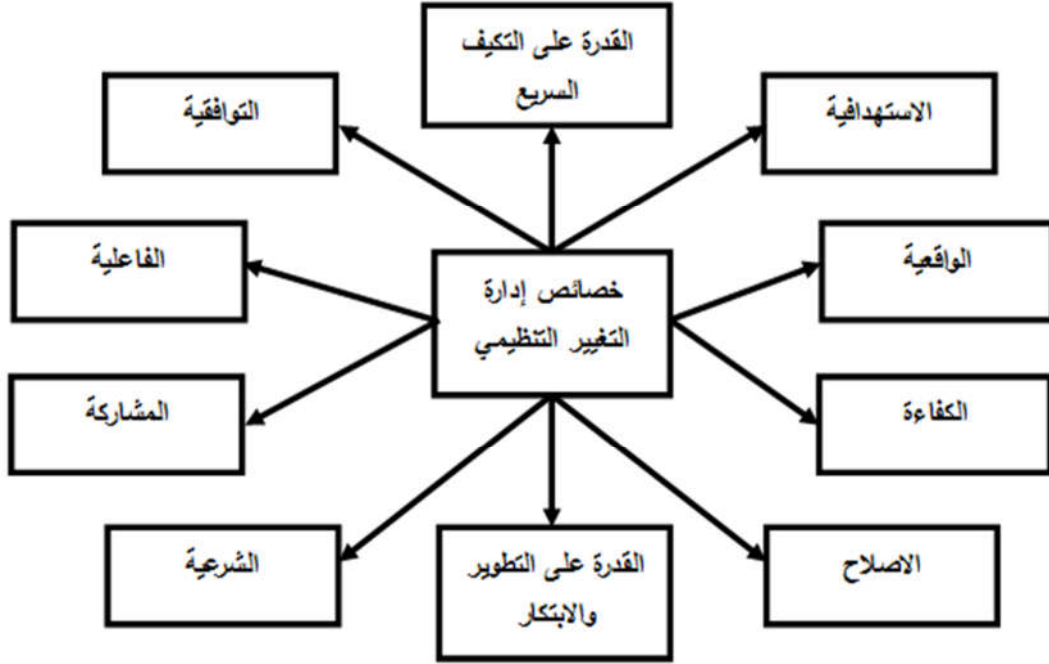 القدرة على التكيف
السريع
الاستهدافية
التوافقية
الواقعية
الفاعلية
خصائص إدارة
التغيير التنظيمي
الكفاءة
المشاركة
الاصلاح
القدرة على التطوير
والابتكار
الشرعية